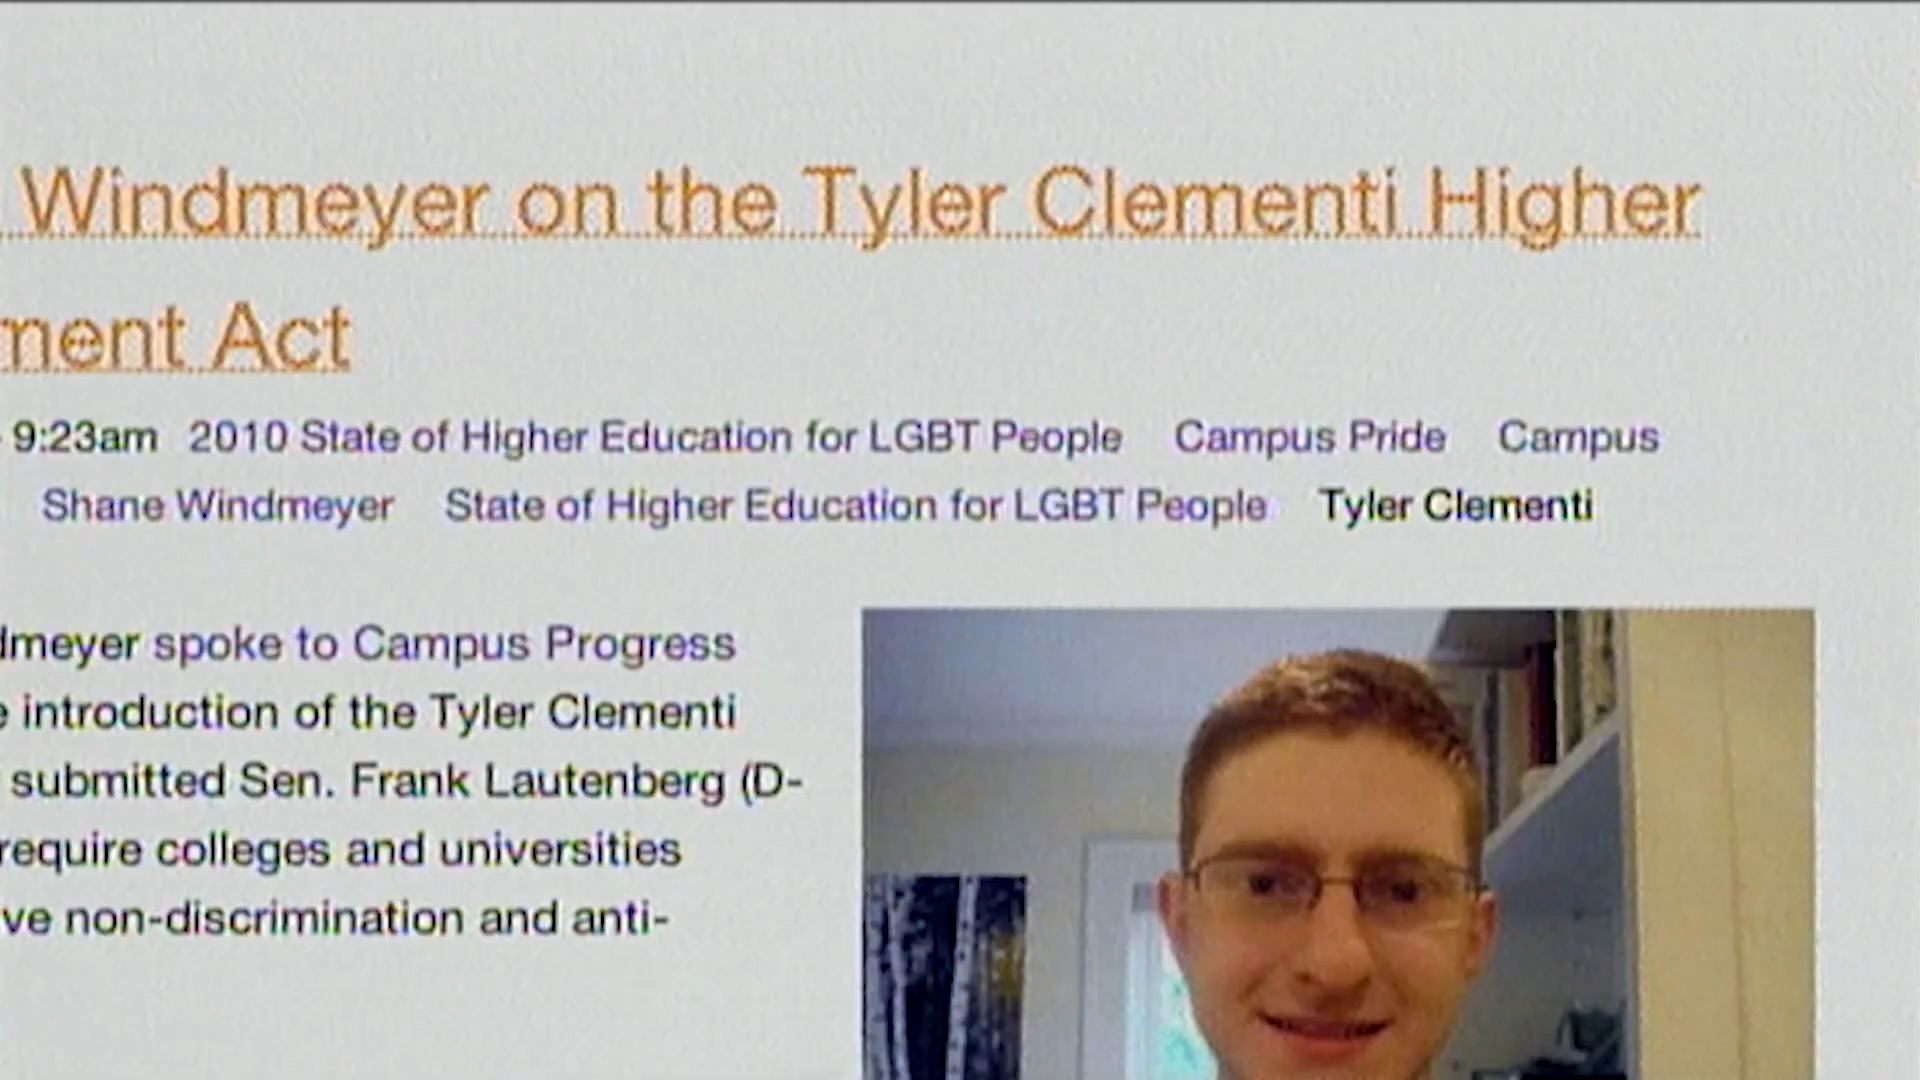 Windmeyer on the Tyler Clementi Higher
ment Act
9:23am 2010 State of Higher Education for LGBT People Campus Pride Campus
Shane Windmeyer State of Higher Education for LGBT People Tyler Clementi
dmeyer spoke to Campus Progress
e introduction of the Tyler Clementi
submitted Sen. Frank Lautenberg (D-
require colleges and universities
ve non-discrimination and anti-